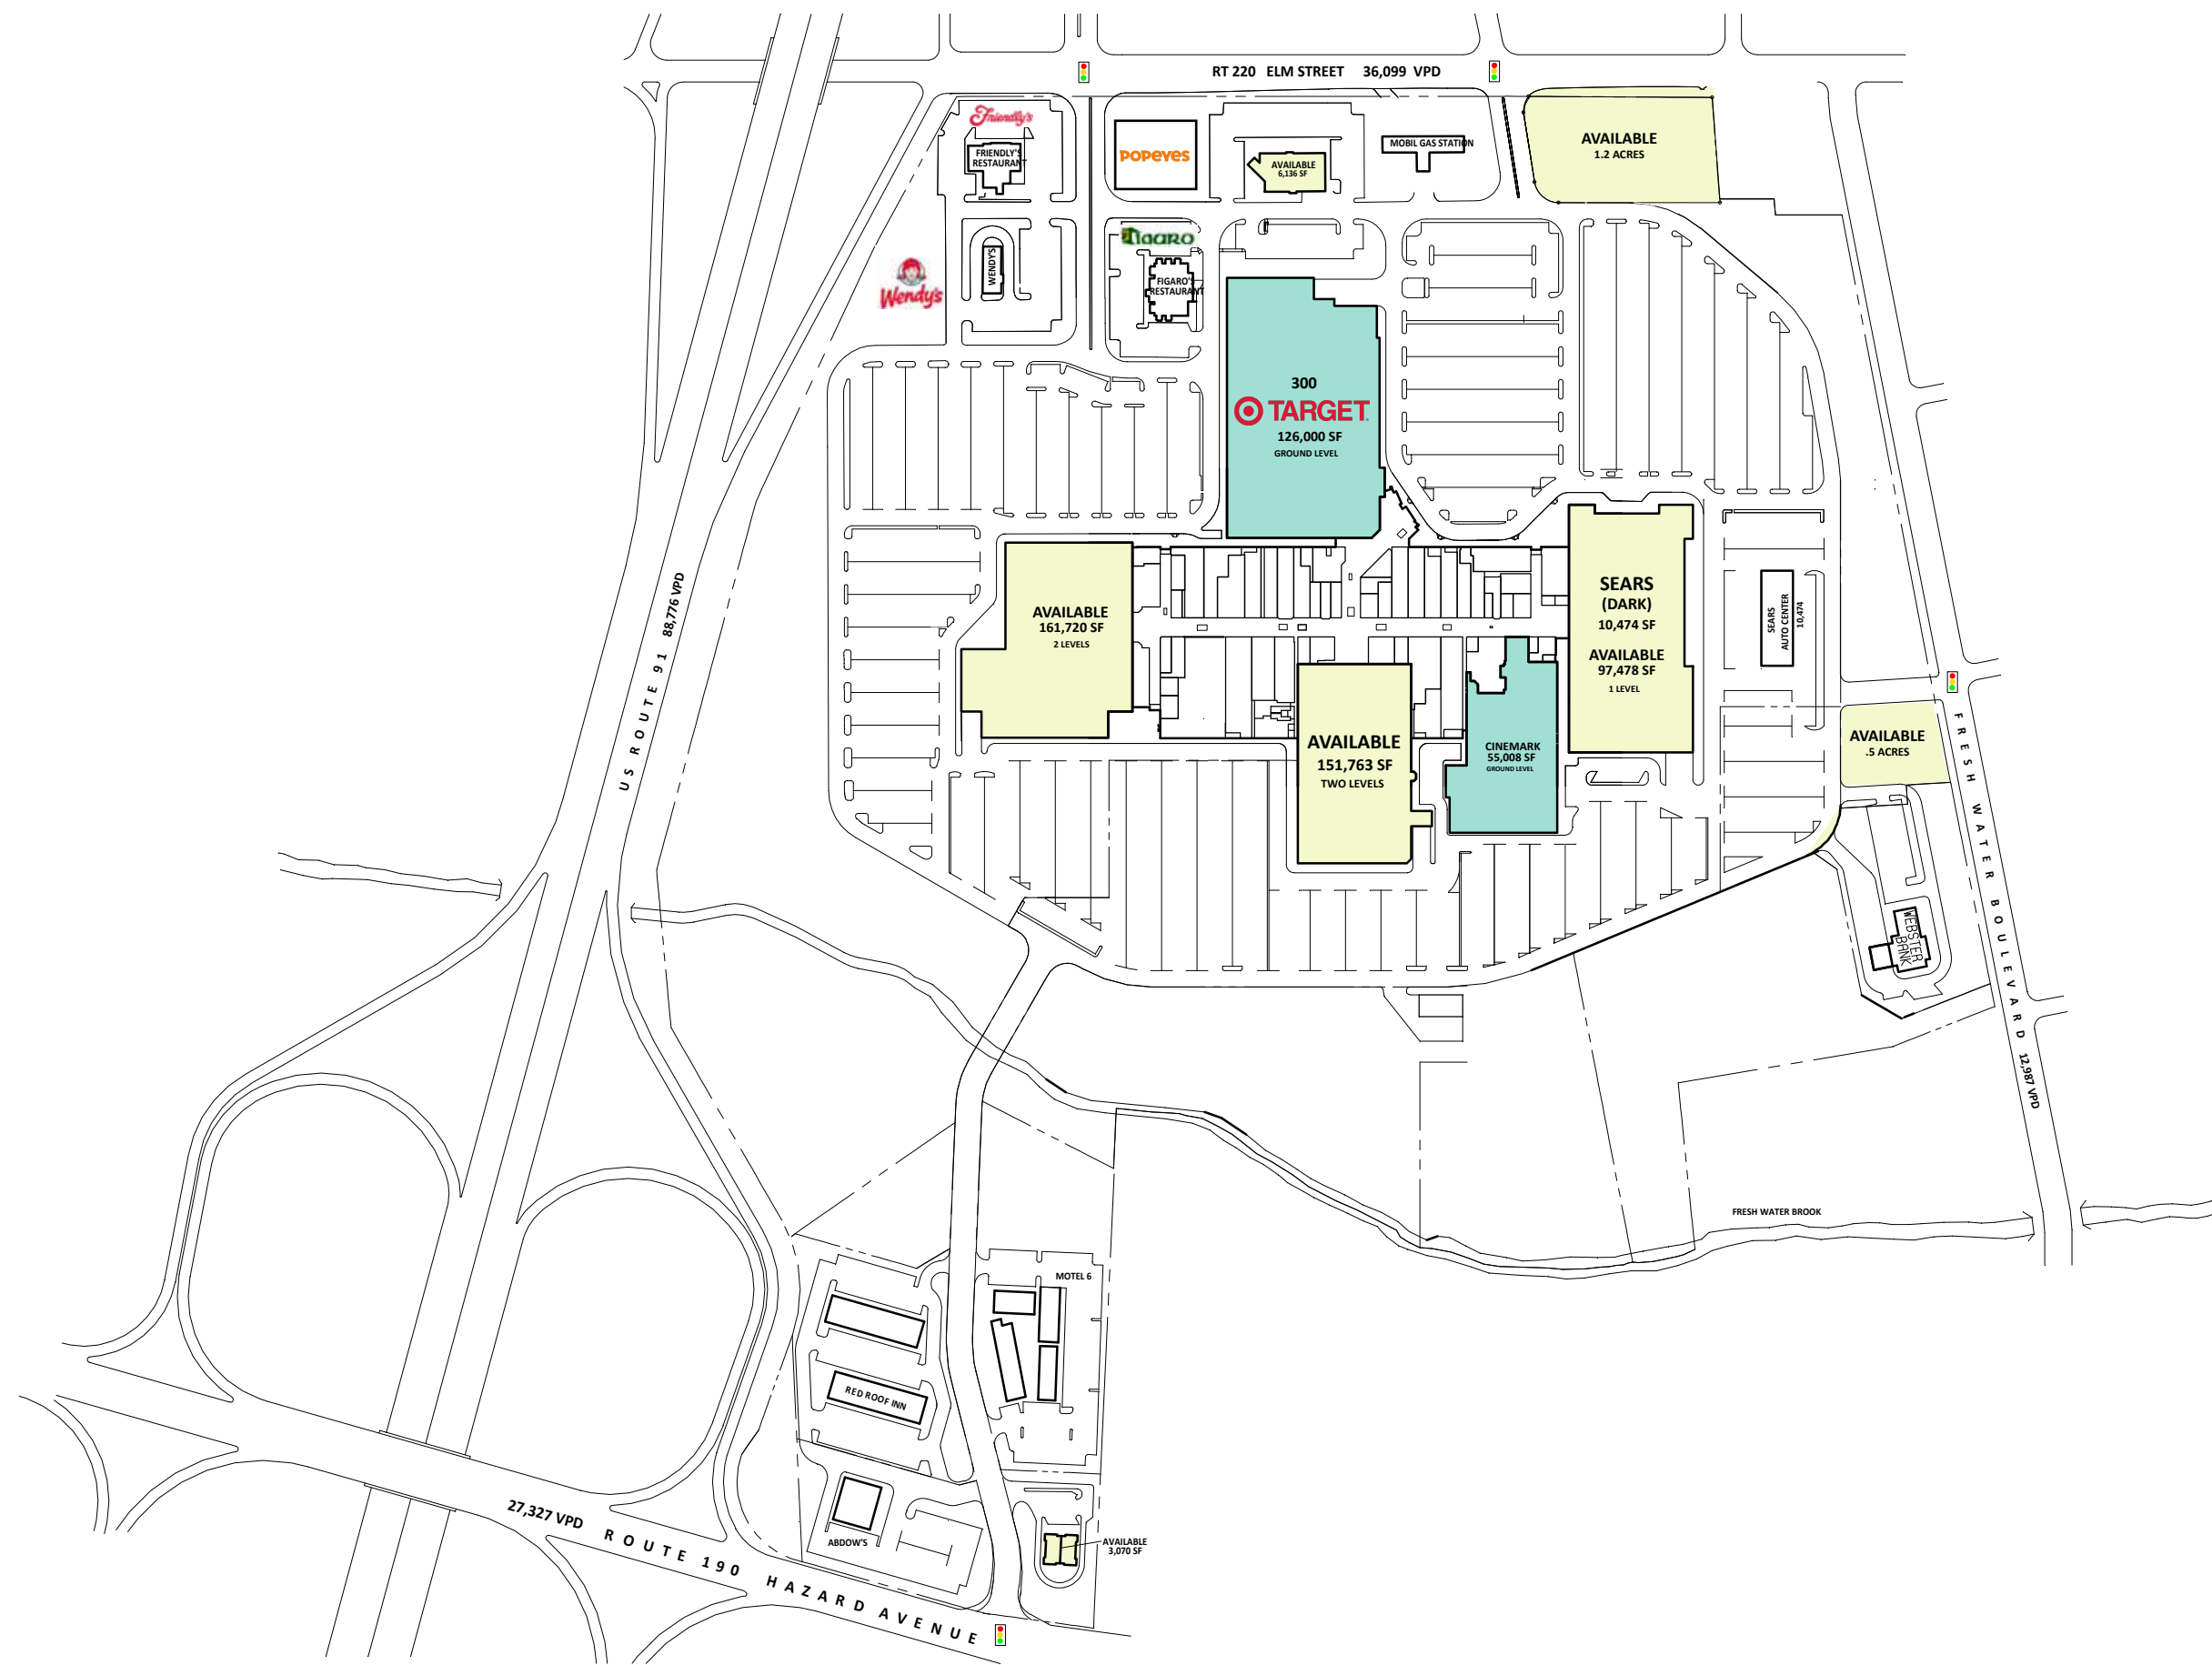 RT 220 ELM STREET 36,099 VPD
Friendly's
FRIENDLY'S
RESTAURANT
POPEYES
AVAILABLE
6,136 SF
MOBIL GAS STATION
AVAILABLE
1.2 ACRES
WENDY'S
Wendy's
FIGARO'S
RESTAURANT
300
TARGET
126,000 SF
GROUND LEVEL
US ROUTE 91 88,776 VPD
AVAILABLE
161,720 SF
2 LEVELS
SEARS
(DARK)
10,474 SF
AVAILABLE
97,478 SF
1 LEVEL
SEARS
AUTO CENTER
10,474
AVAILABLE
151,763 SF
TWO LEVELS
CINEMARK
55,008 SF
GROUND LEVEL
AVAILABLE
.5 ACRES
FRESH WATER BOULEVARD 12,987 VPD
WEBSTER
BANK
FRESH WATER BROOK
MOTEL 6
RED ROOF INN
ABDOW'S
AVAILABLE
3,070 SF
27,327 VPD ROUTE 190 HAZARD AVENUE